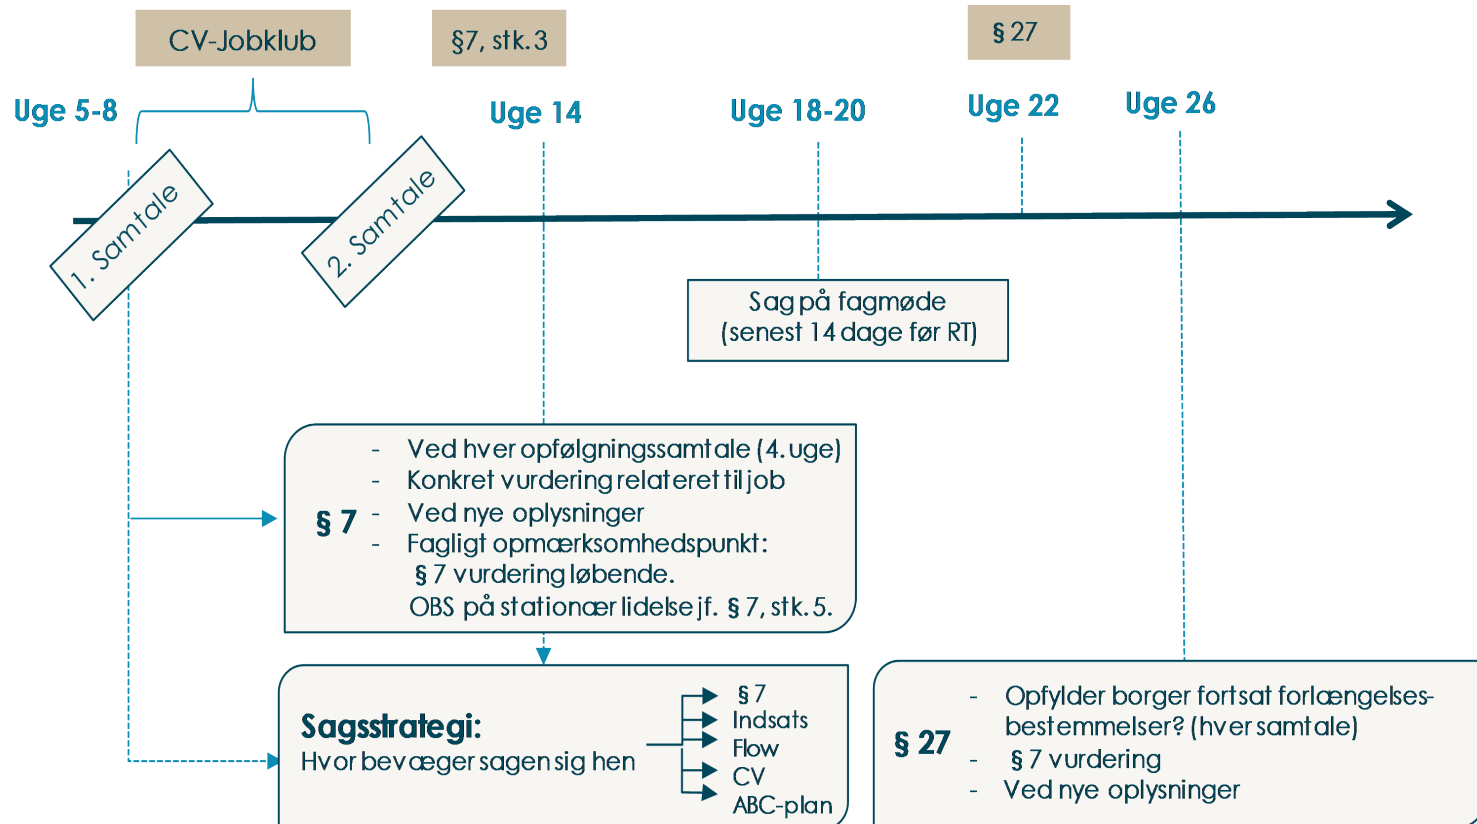 CV-Jobklub
§7, stk.3
§ 27
Uge 5-8
Uge 14
Uge 18-20
Uge 22
Uge 26
1. Samtale
2. Samtale
Sag på fagmøde
(senest 14 dage før RT)
§ 7
- Ved hver opfølgningssamtale (4. uge)
- Konkret vurdering relateret til job
- Ved nye oplysninger
- Fagligt opmærksomhedspunkt:
§ 7 vurdering løbende.
OBS på stationær lidelse jf. § 7, stk. 5.
Sagsstrategi:
Hvor bevæger sagen sig hen
§ 7
Indsats
Flow
CV
ABC-plan
§ 27
- Opfylder borger fortsat forlængelses-
bestemmelser? (hver samtale)
- § 7 vurdering
- Ved nye oplysninger